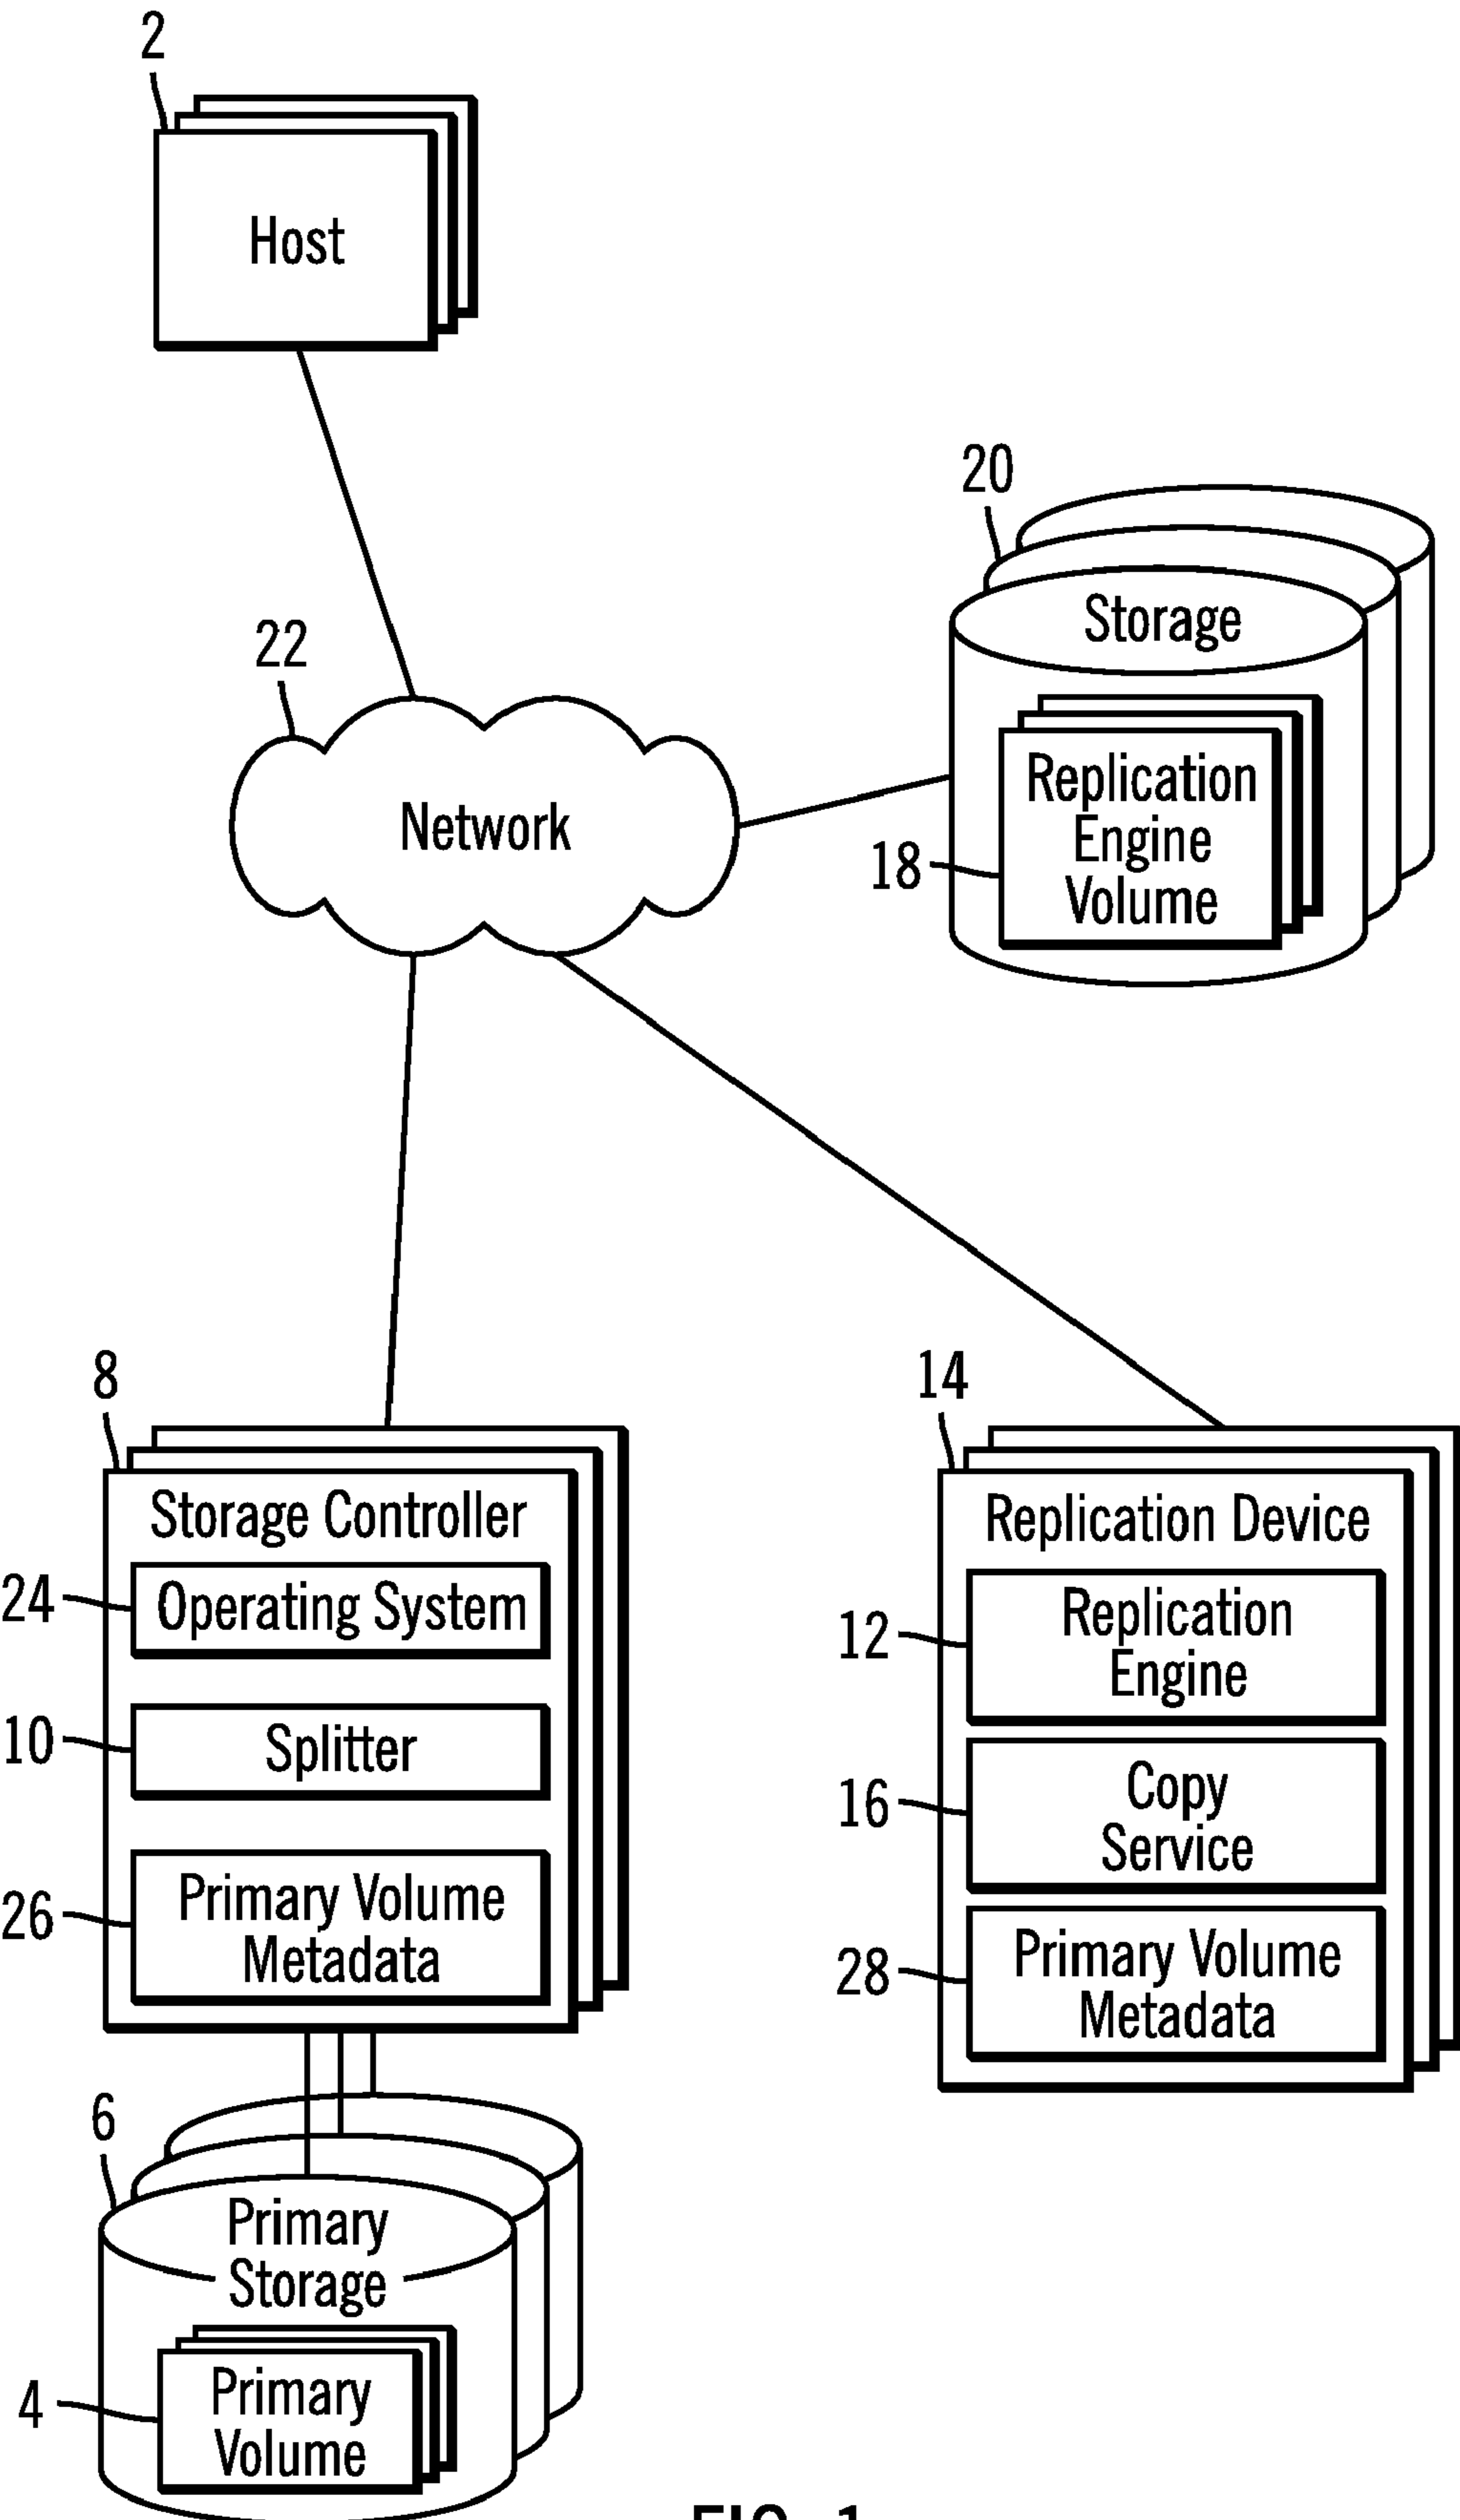 2
Host
20
Storage
22
Replication
Engine
Volume
Network
18
8
14
Storage Controller
Replication Device
24
Operating System
12
Replication
Engine
10
Splitter
16
Copy
Service
26
Primary Volume
Metadata
28
Primary Volume
Metadata
6
Primary
Storage
4
Primary
Volume
FIG. 1